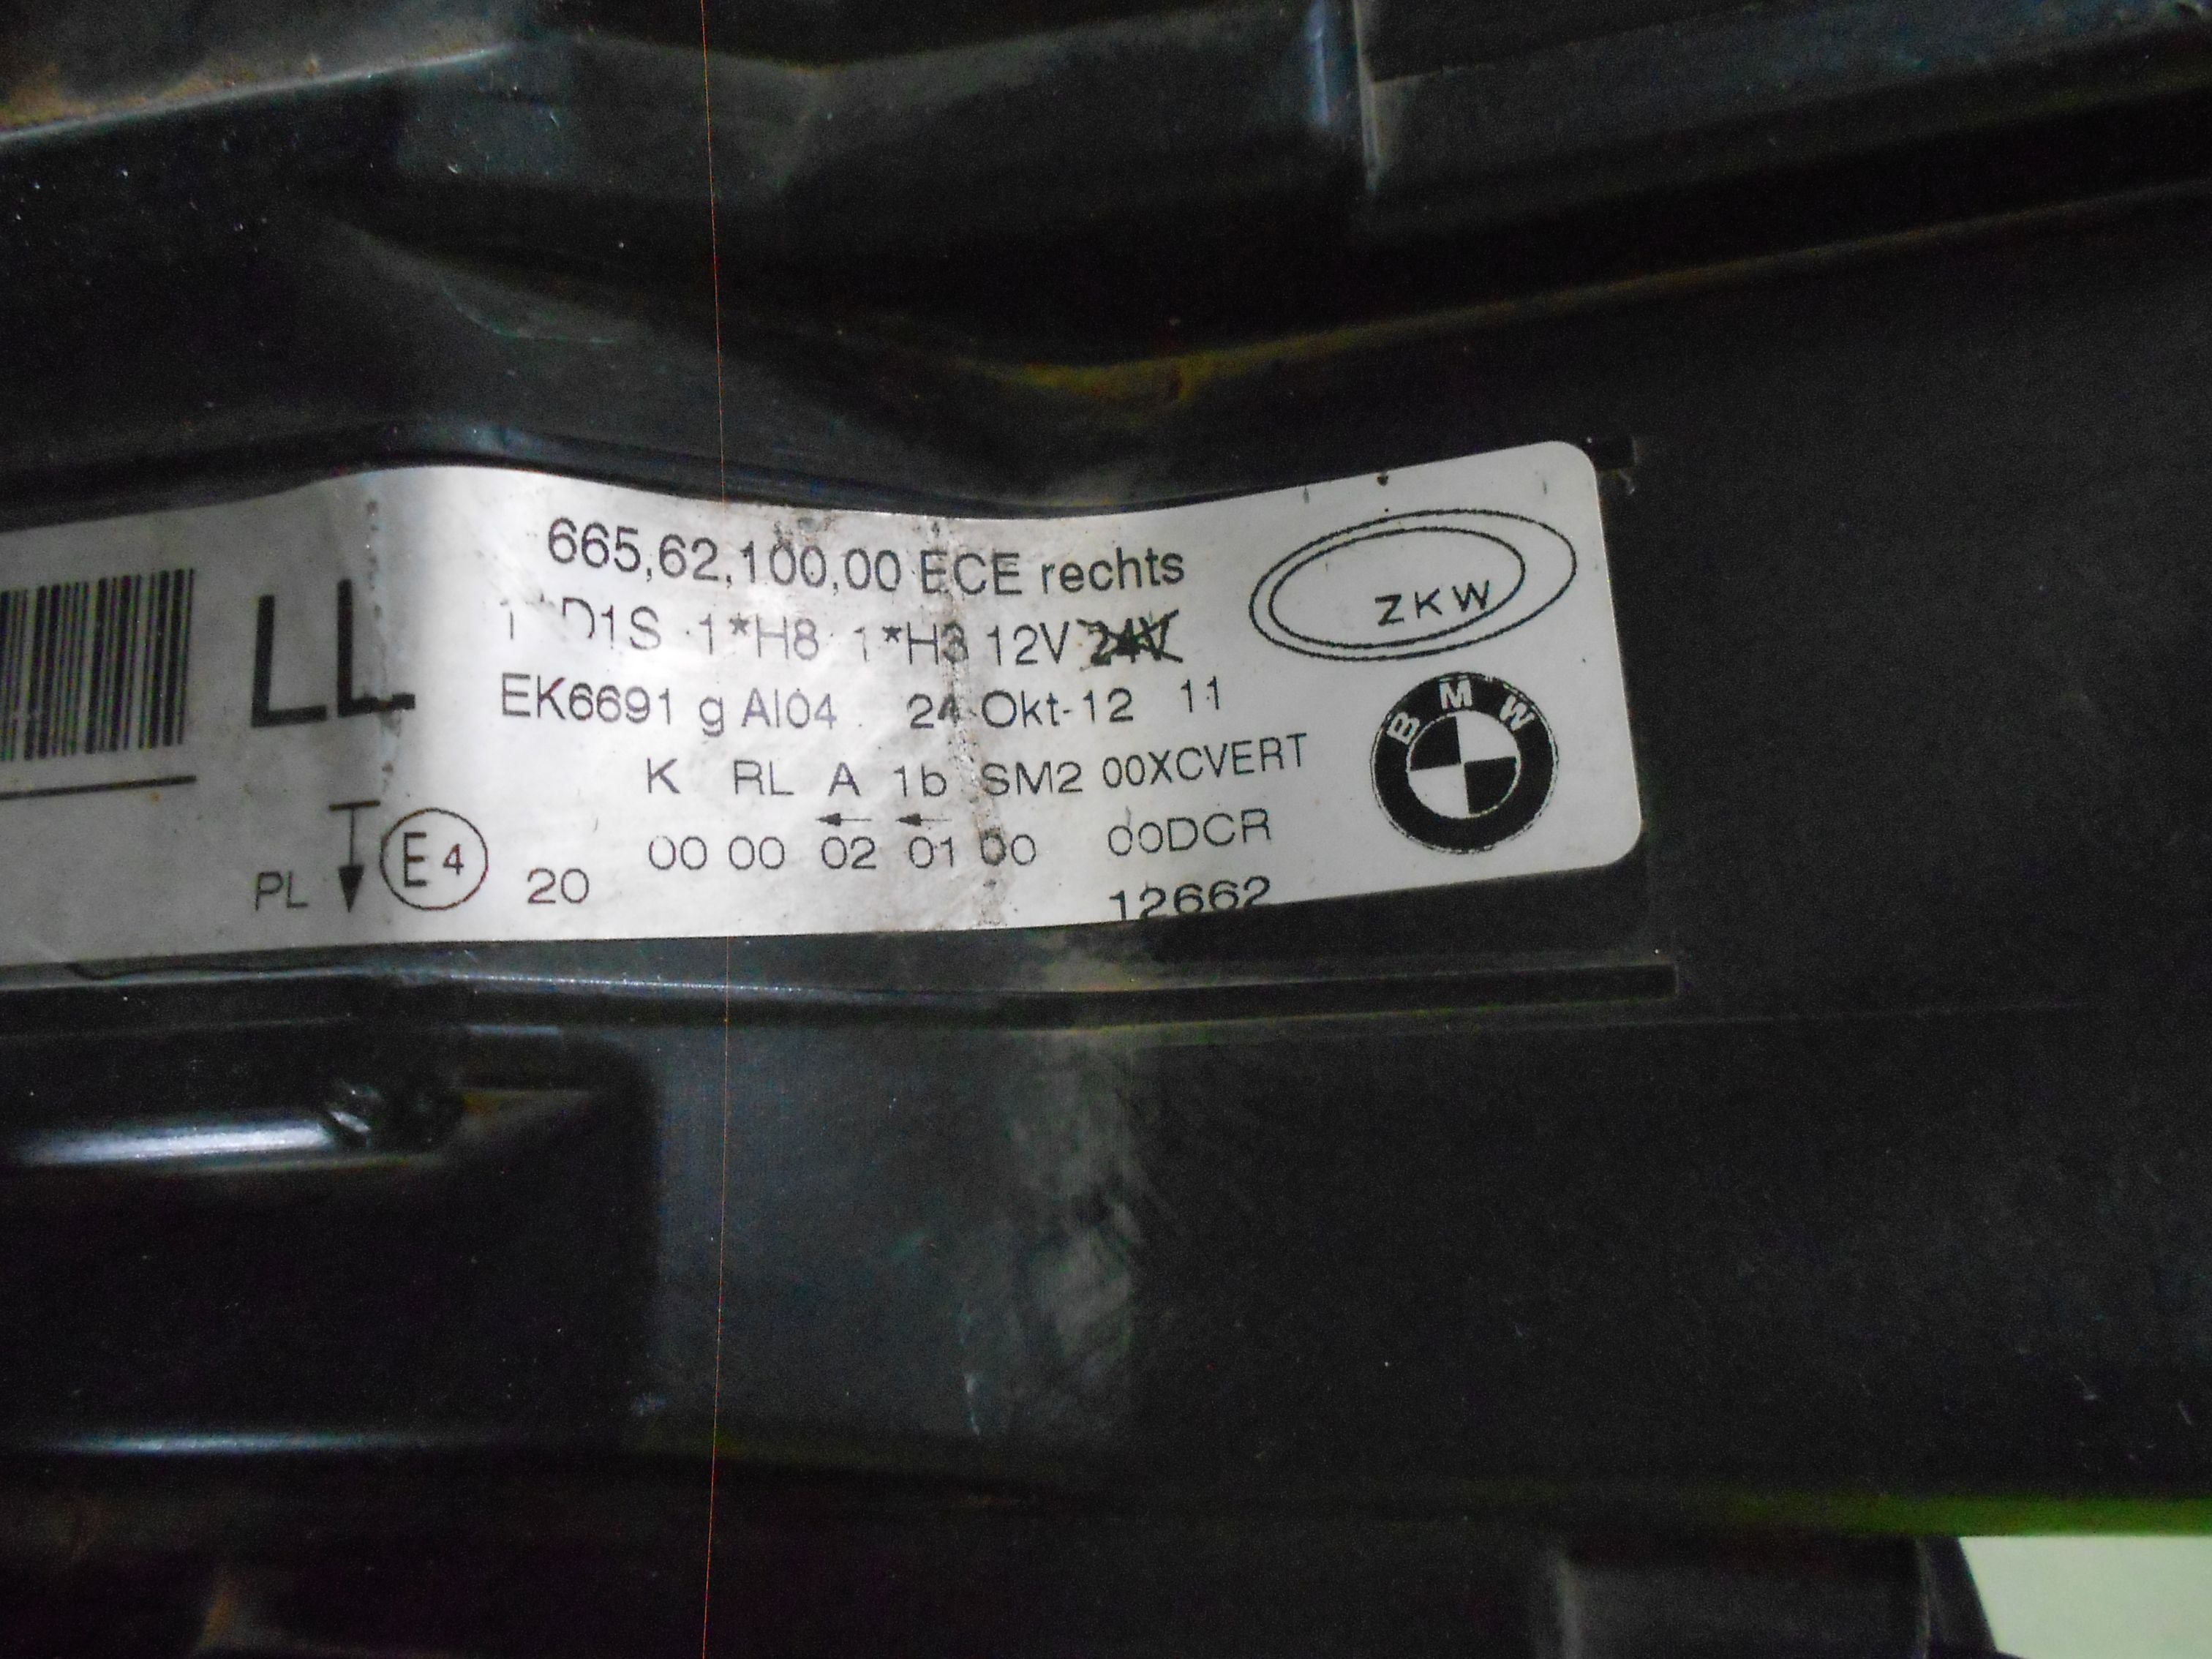 665,62,100,00 ECE rechts
1*D1S 1*H8 1*H3 12V 24V
EK6691 g AI04 24-Okt-12 11
K RL A 1b SM2 00XCVERT
00 00 02 01 00 00DCR
12662
LL
PL E4 20
ZKW
BMW